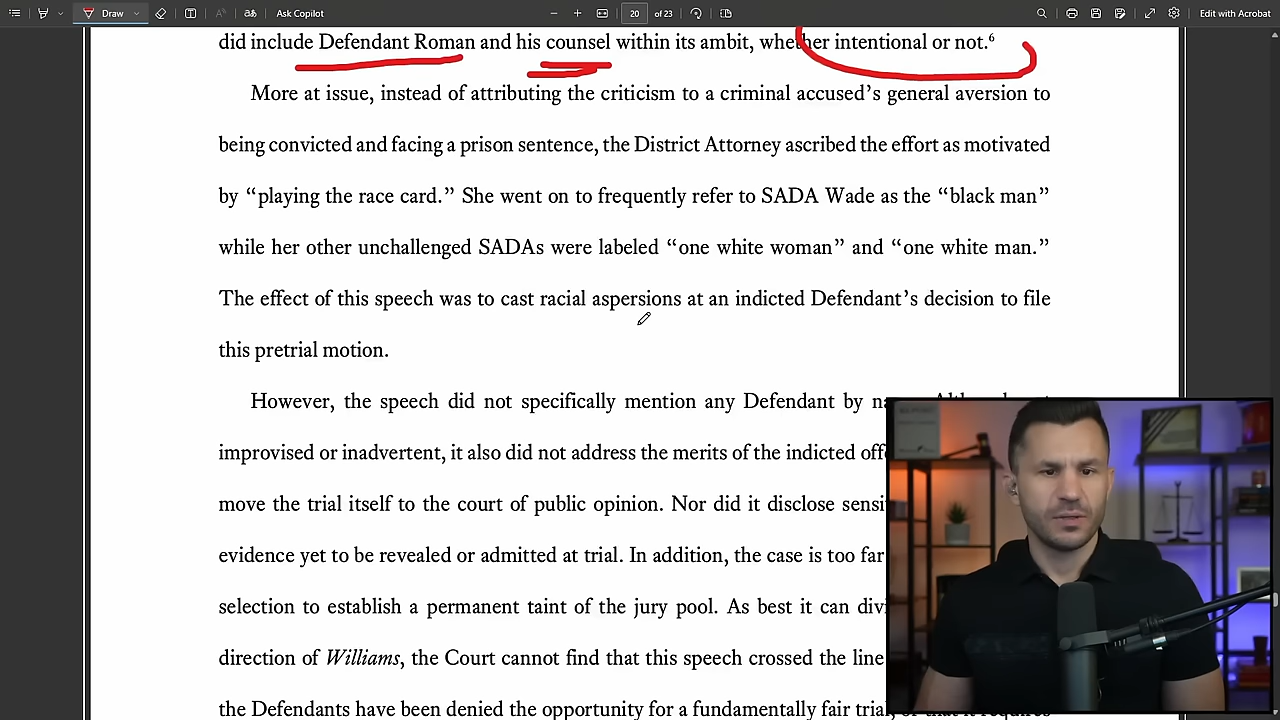 Draw
Ask Copilot
20 of 23
Edit with Acrobat
did include Defendant Roman and his counsel within its ambit, whether intentional or not.⁶
More at issue, instead of attributing the criticism to a criminal accused’s general aversion to
being convicted and facing a prison sentence, the District Attorney ascribed the effort as motivated
by “playing the race card.” She went on to frequently refer to SADA Wade as the “black man”
while her other unchallenged SADAs were labeled “one white woman” and “one white man.”
The effect of this speech was to cast racial aspersions at an indicted Defendant’s decision to file
this pretrial motion.
However, the speech did not specifically mention any Defendant by
improvised or inadvertent, it also did not address the merits of the indicted
move the trial itself to the court of public opinion. Nor did it disclose
evidence yet to be revealed or admitted at trial. In addition, the case is too far
selection to establish a permanent taint of the jury pool. As best it can
direction of Williams, the Court cannot find that this speech crossed the line
the Defendants have been denied the opportunity for a fundamentally fair trial,